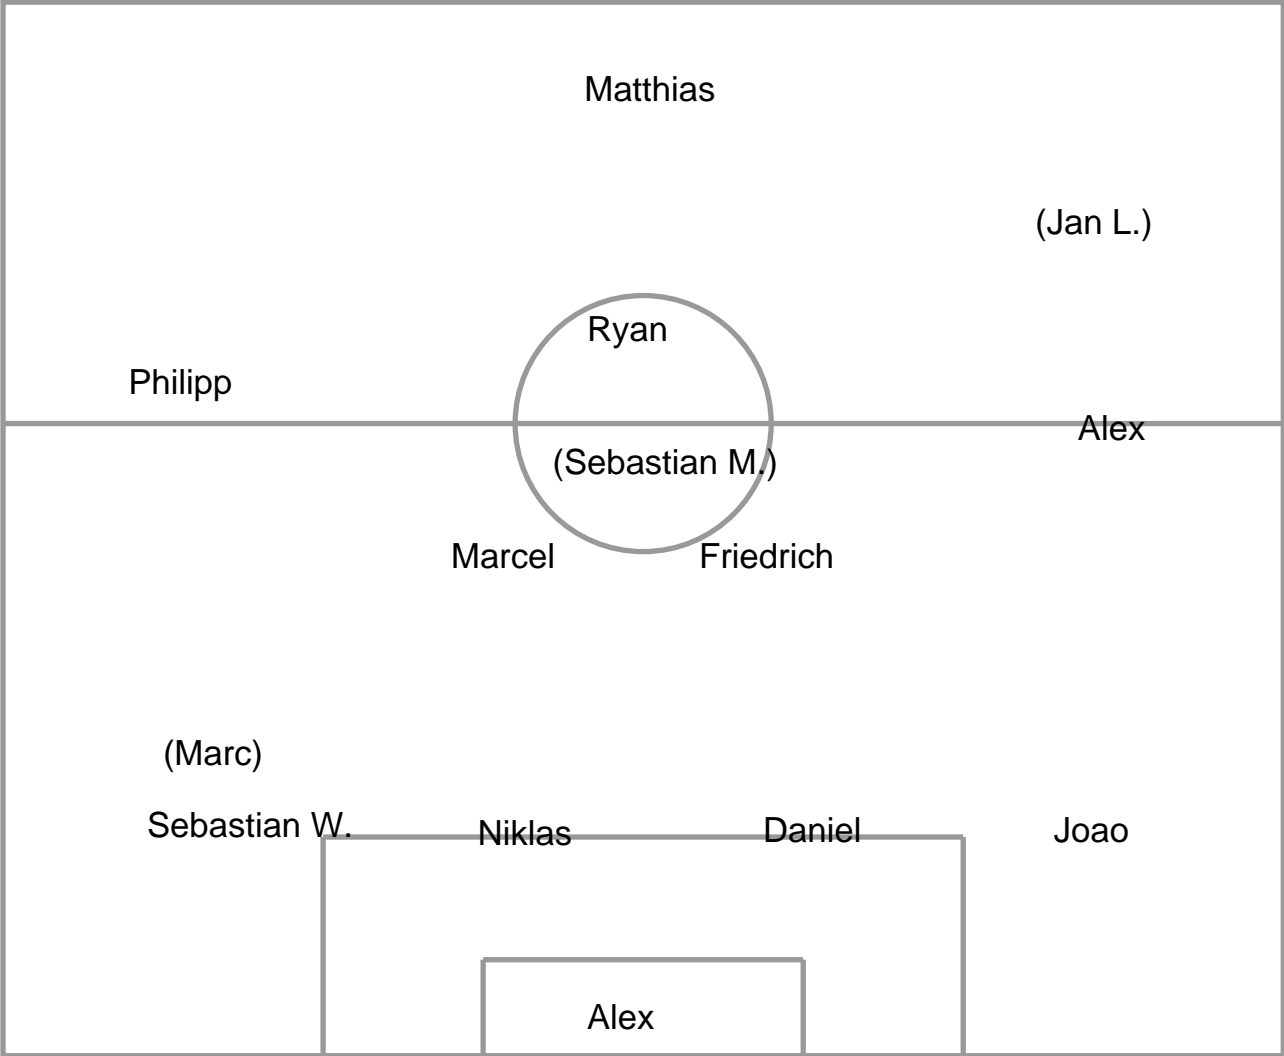 Matthias
(Jan L.)
Ryan
Philipp
Alex
(Sebastian M.)
Marcel
Friedrich
(Marc)
Sebastian W.
Niklas
Daniel
Joao
Alex